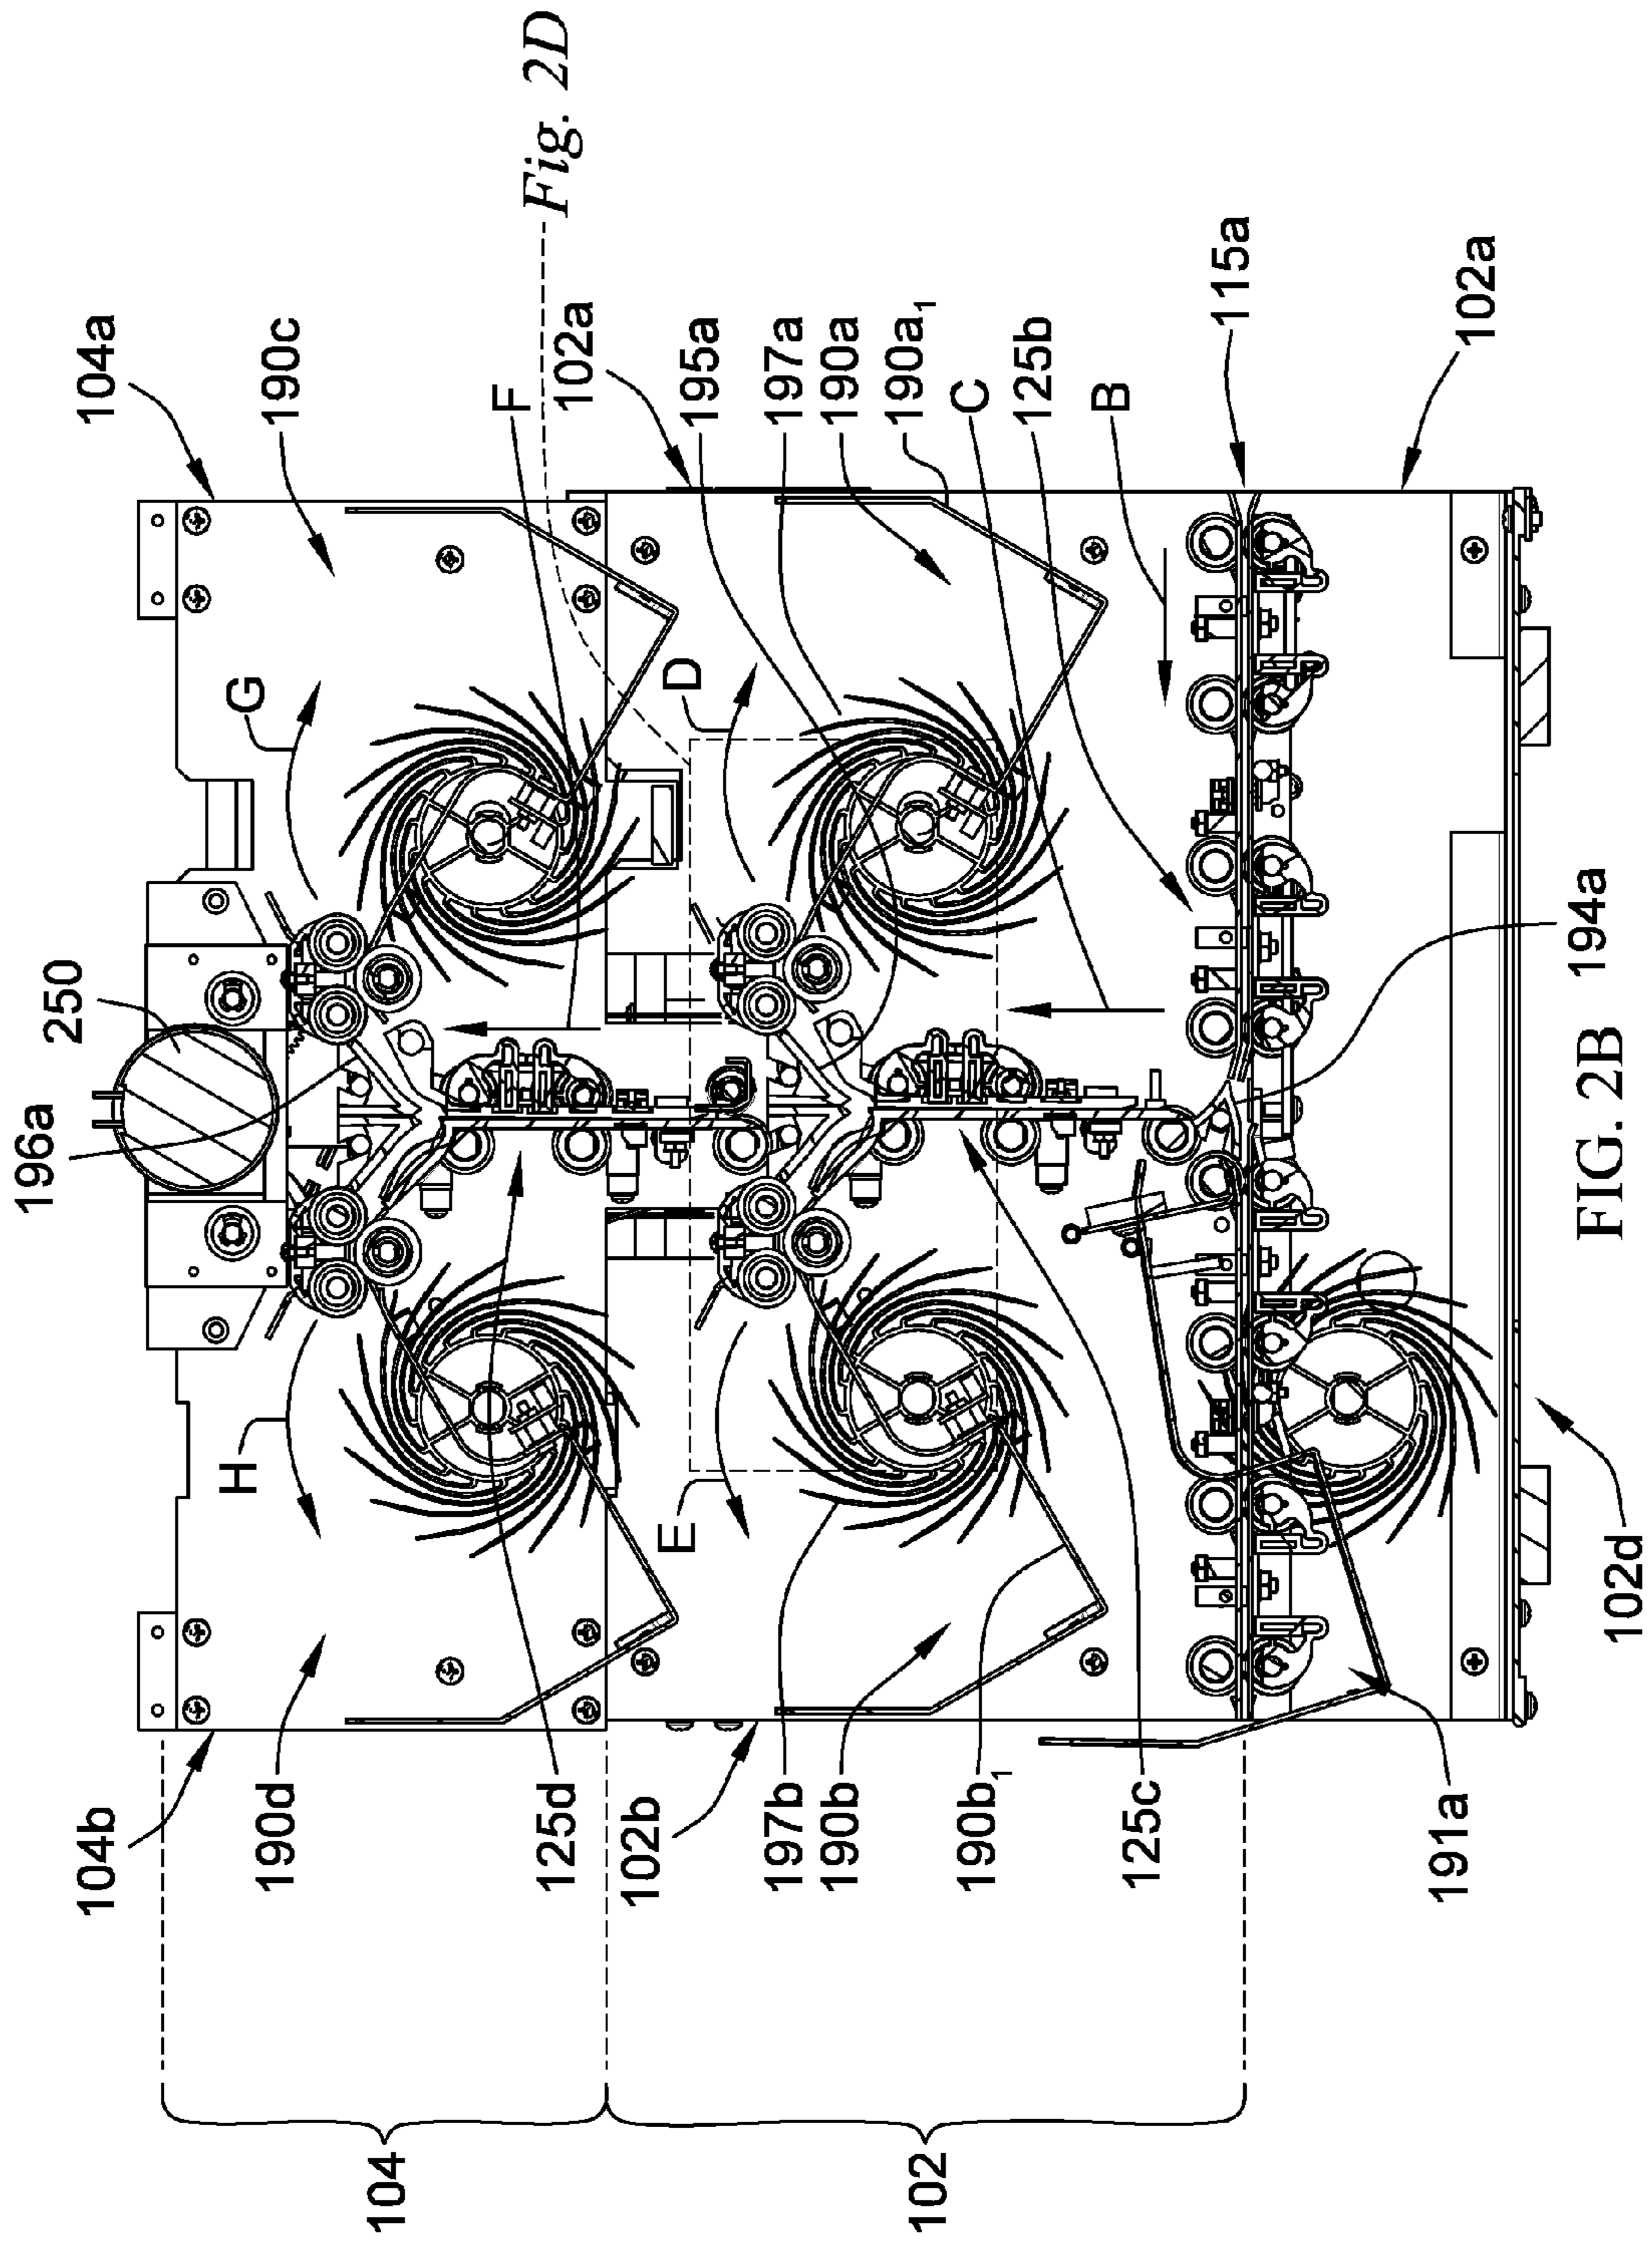 104a
190c
Fig. 2D
F
102a
195a
197a
190a
190a1
C
125b
B
115a
102a
G
D
250
196a
194a
FIG. 2B
H
E
104b
190d
125d
102b
197b
190b
190b1
125c
191a
102d
104
102